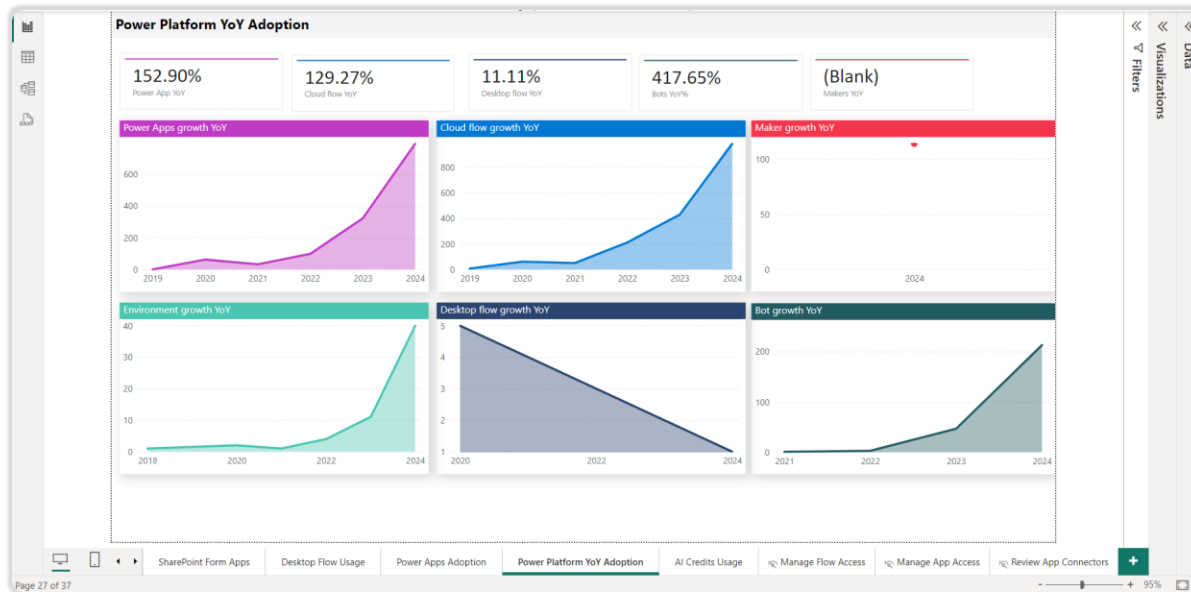 Power Platform YoY Adoption
152.90%
Power App YoY
129.27%
Cloud flow YoY
11.11%
Desktop flow YoY
417.65%
Bots YoY%
(Blank)
Makers YoY
Filters
Visualizations
Data
Power Apps growth YoY
600
400
200
0
2019 2020 2021 2022 2023 2024
Cloud flow growth YoY
800
600
400
200
0
2019 2020 2021 2022 2023 2024
Maker growth YoY
100
50
0
2024
Environment growth YoY
40
30
20
10
0
2018 2020 2022 2024
Desktop flow growth YoY
5
4
3
2
1
2020 2022 2024
Bot growth YoY
200
100
0
2021 2022 2023 2024
SharePoint Form Apps Desktop Flow Usage Power Apps Adoption Power Platform YoY Adoption AI Credits Usage Manage Flow Access Manage App Access Review App Connectors +
Page 27 of 37 - + 95%